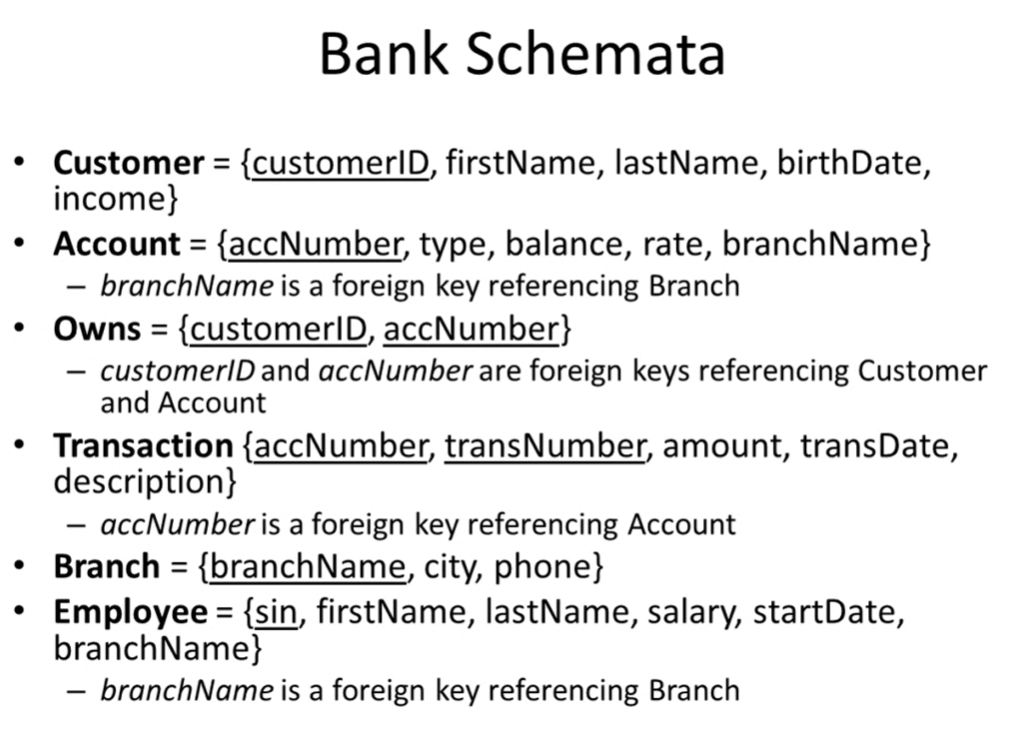 Bank Schemata
• Customer = {customerID, firstName, lastName, birthDate,
income}
• Account = {accNumber, type, balance, rate, branchName}
– branchName is a foreign key referencing Branch
• Owns = {customerID, accNumber}
– customerID and accNumber are foreign keys referencing Customer
and Account
• Transaction {accNumber, transNumber, amount, transDate,
description}
– accNumber is a foreign key referencing Account
• Branch = {branchName, city, phone}
• Employee = {sin, firstName, lastName, salary, startDate,
branchName}
– branchName is a foreign key referencing Branch